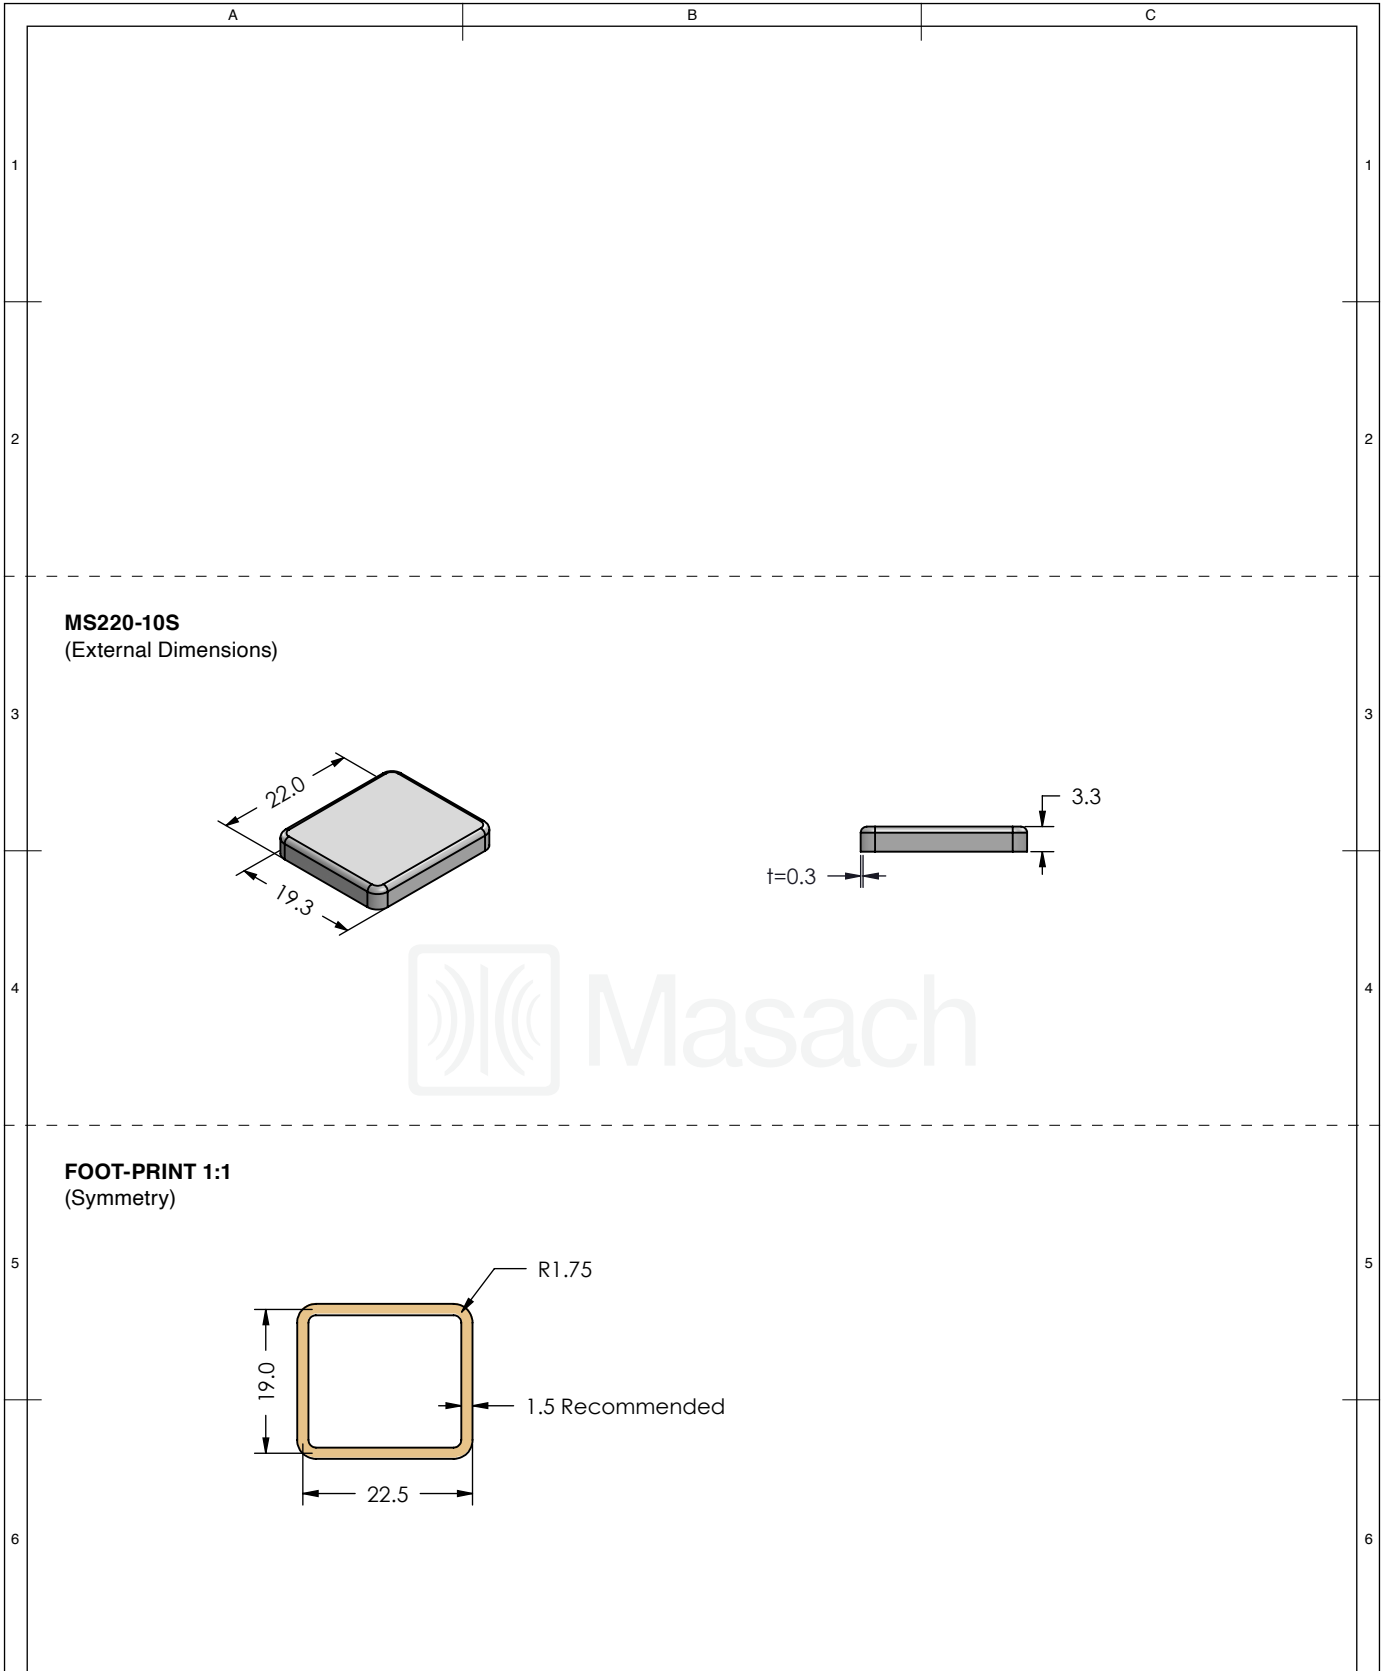 A B C
1 1
2 2
MS220-10S
(External Dimensions)
3 3
22.0
19.3
3.3
t=0.3
4 4
Masach
FOOT-PRINT 1:1
(Symmetry)
5 5
R1.75
19.0
1.5 Recommended
22.5
6 6